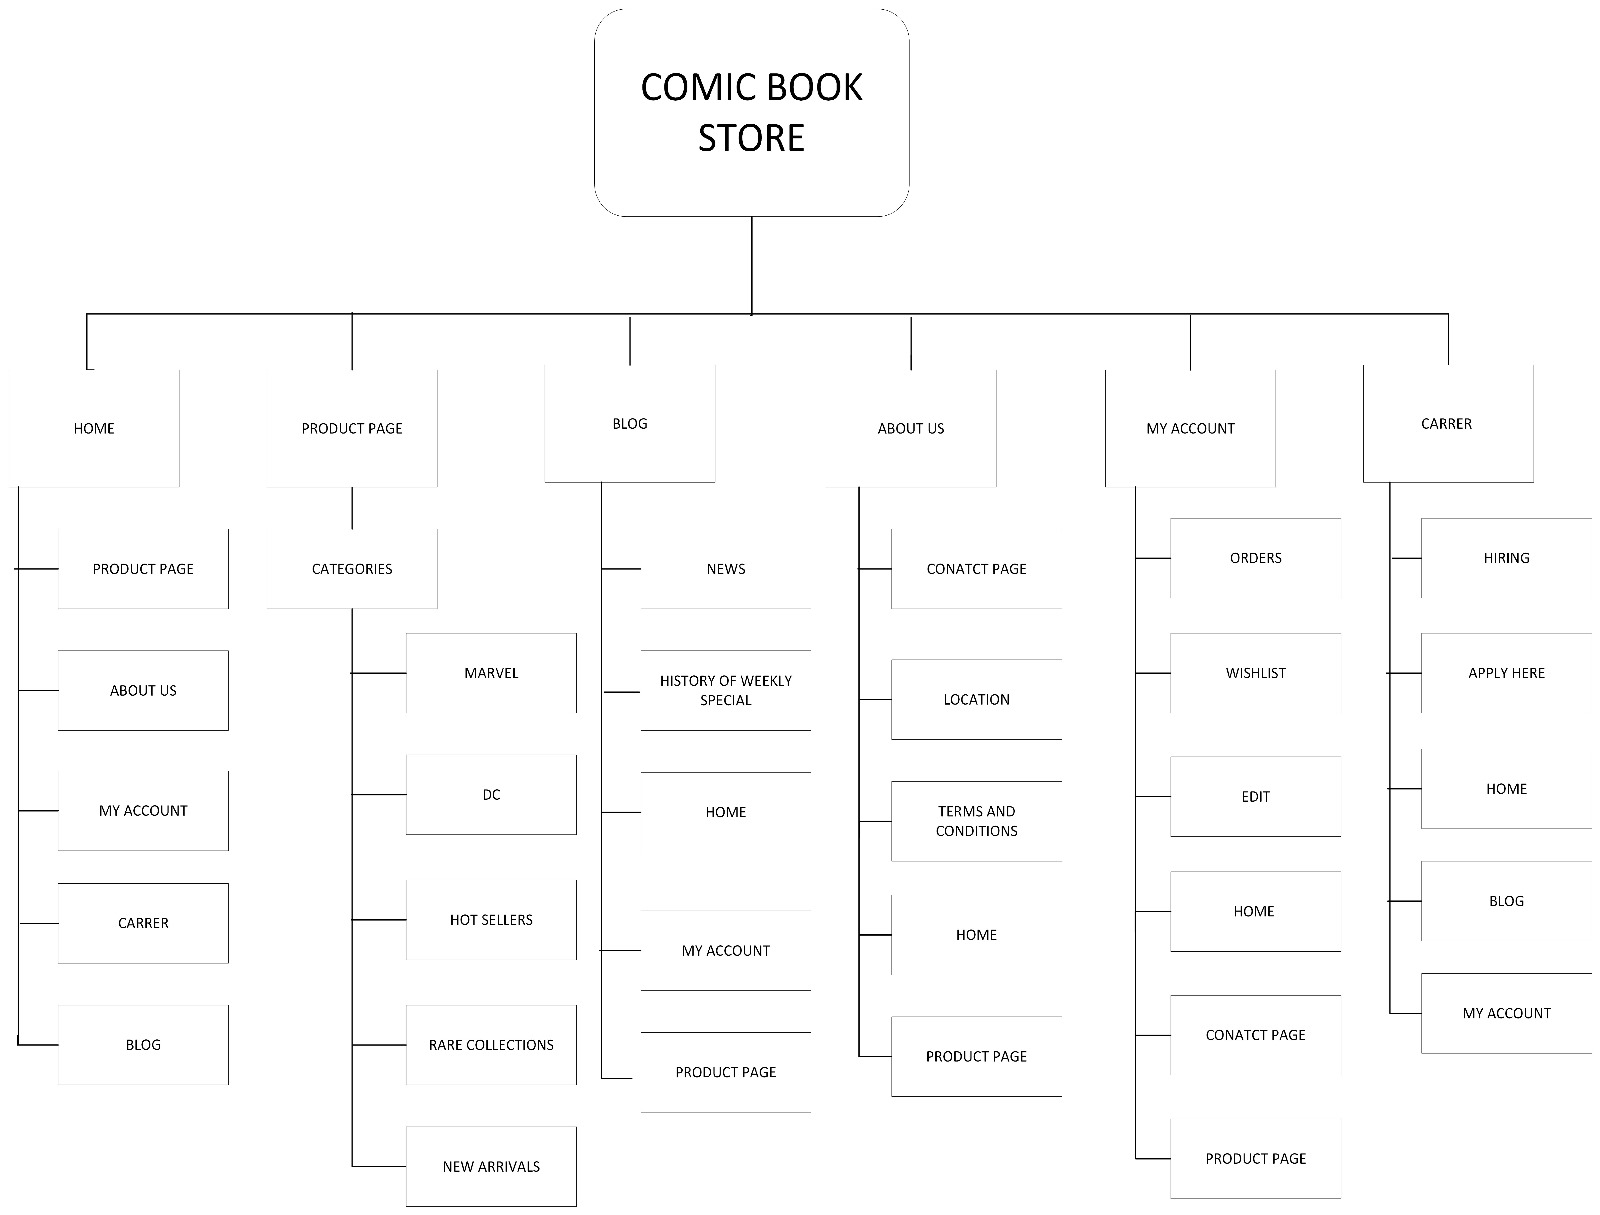 COMIC BOOK
STORE
HOME
PRODUCT PAGE
BLOG
ABOUT US
MY ACCOUNT
CARRER
PRODUCT PAGE
ABOUT US
MY ACCOUNT
CARRER
BLOG
CATEGORIES
MARVEL
DC
HOT SELLERS
RARE COLLECTIONS
NEW ARRIVALS
NEWS
HISTORY OF WEEKLY
SPECIAL
HOME
MY ACCOUNT
PRODUCT PAGE
CONATCT PAGE
LOCATION
TERMS AND
CONDITIONS
HOME
PRODUCT PAGE
ORDERS
WISHLIST
EDIT
HOME
CONATCT PAGE
PRODUCT PAGE
HIRING
APPLY HERE
HOME
BLOG
MY ACCOUNT